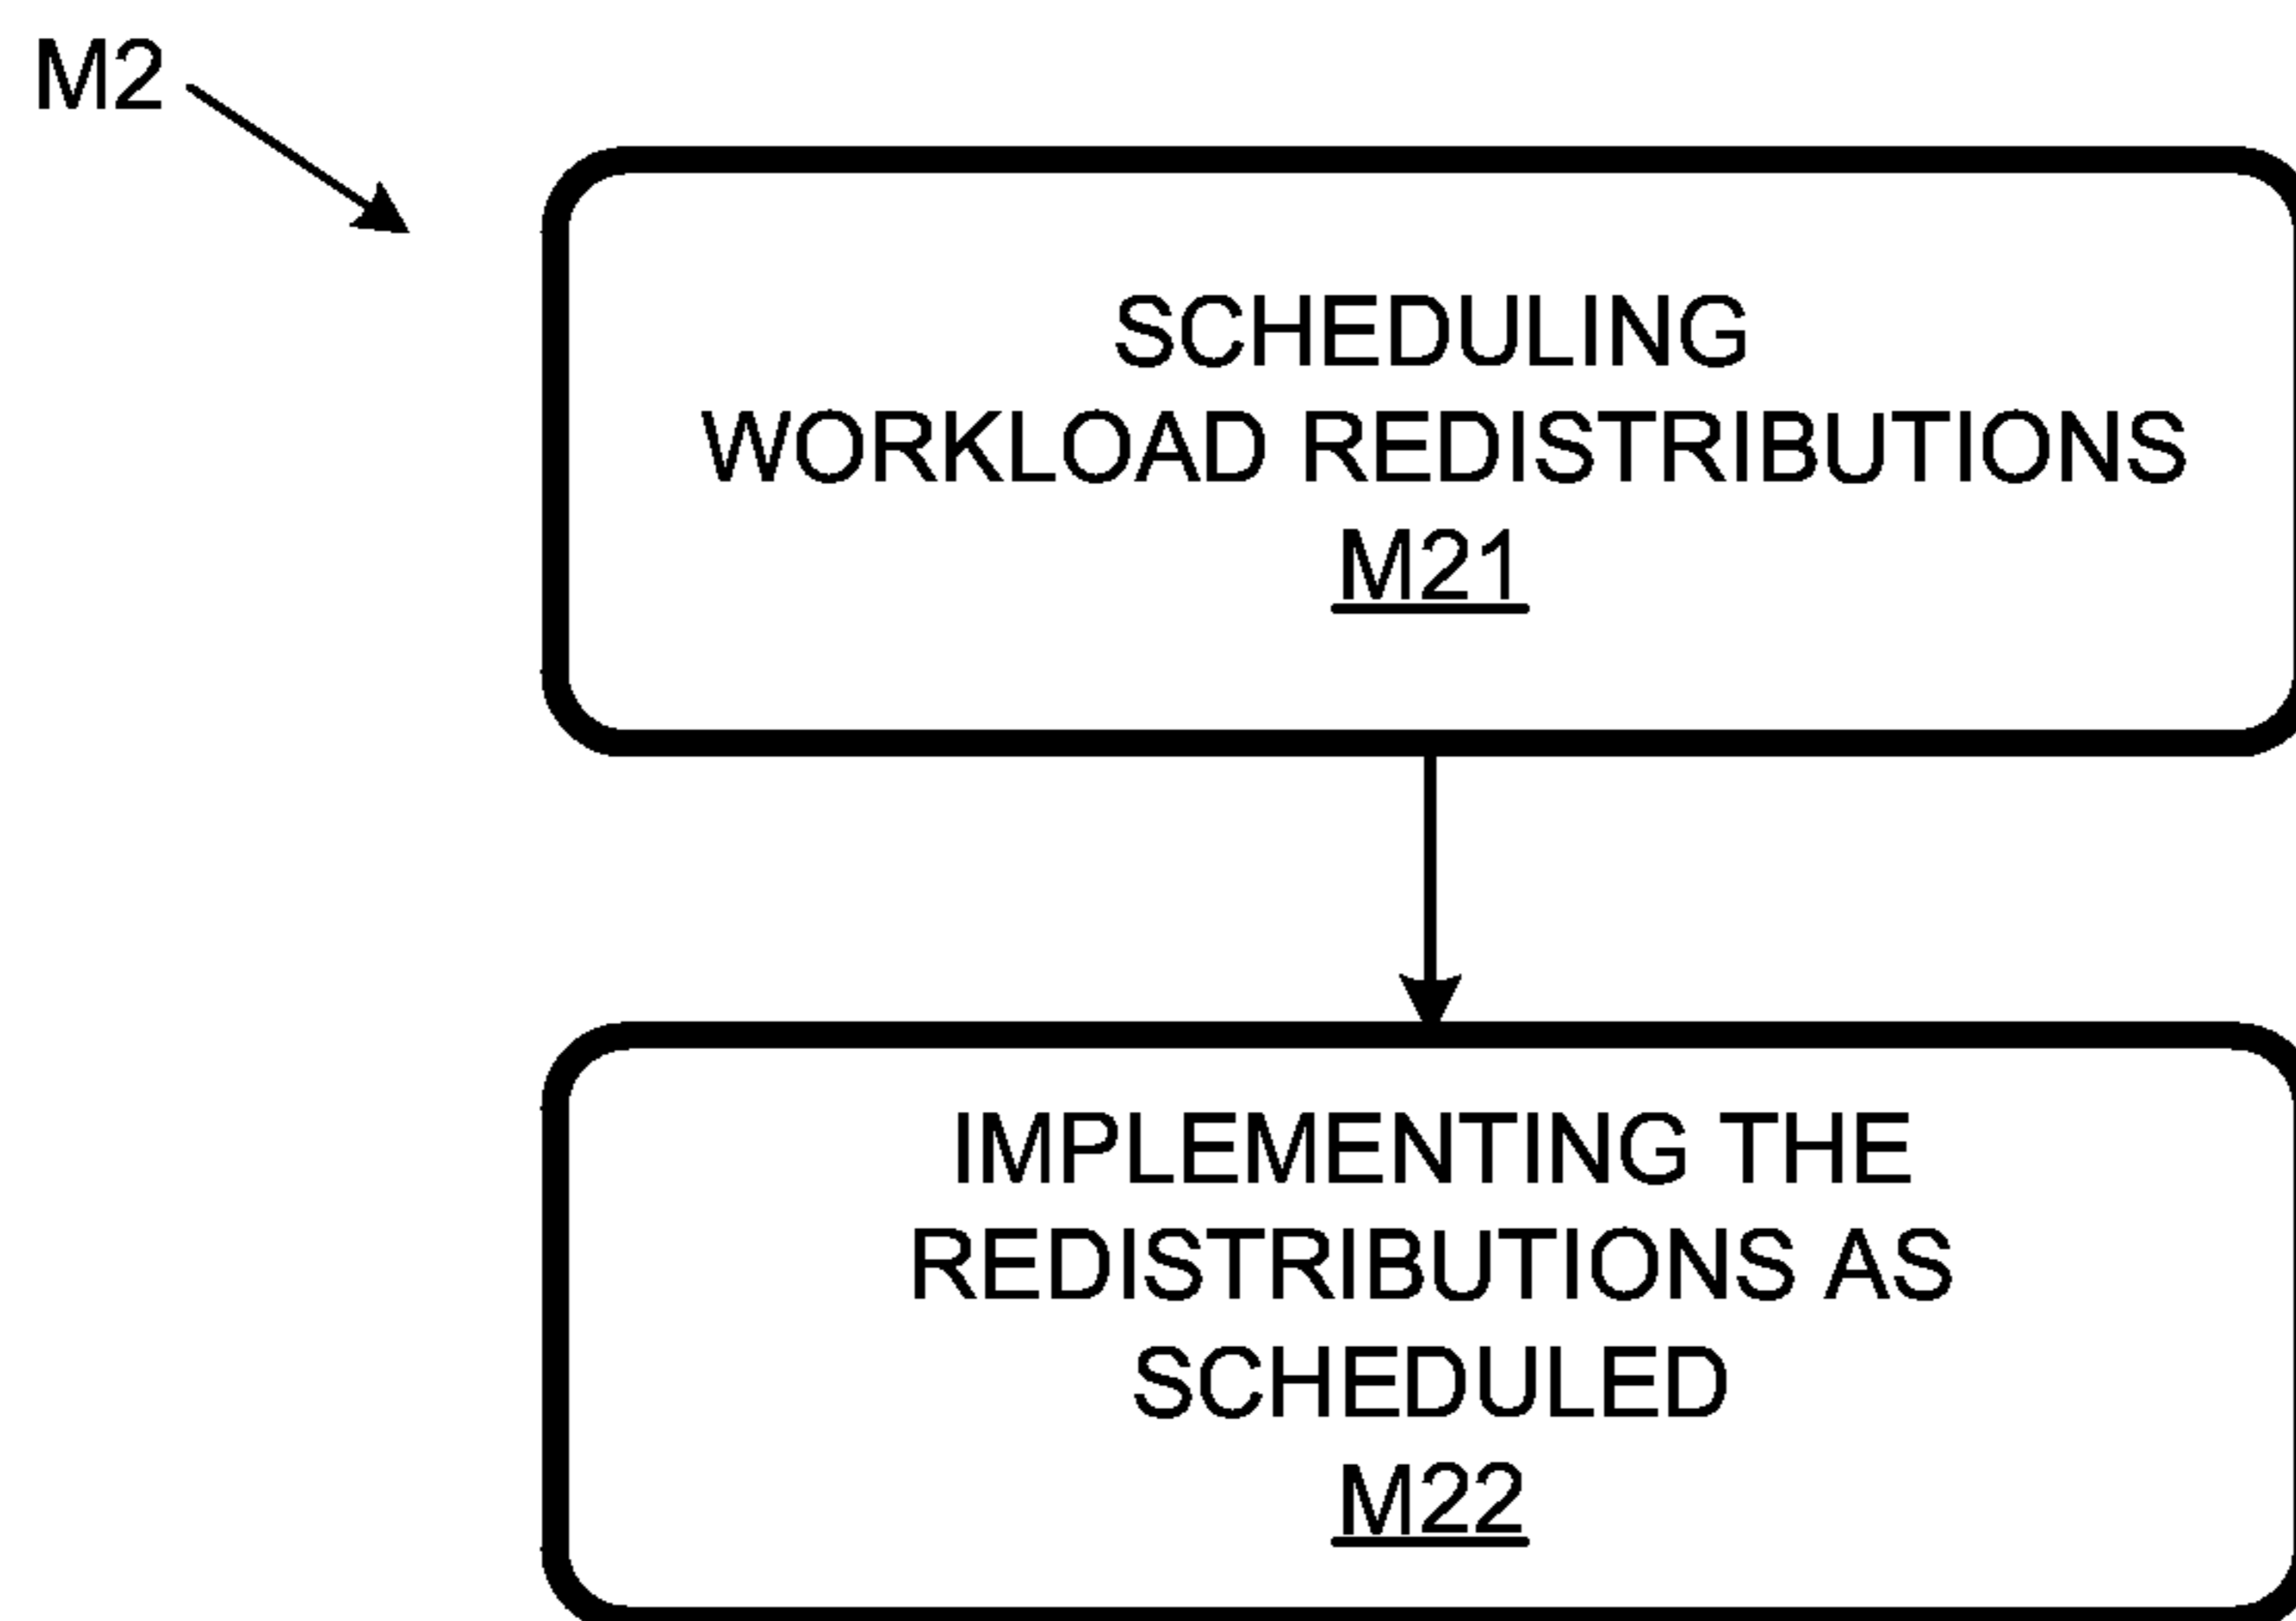 M2
SCHEDULING
WORKLOAD REDISTRIBUTIONS
M21
IMPLEMENTING THE
REDISTRIBUTIONS AS
SCHEDULED
M22